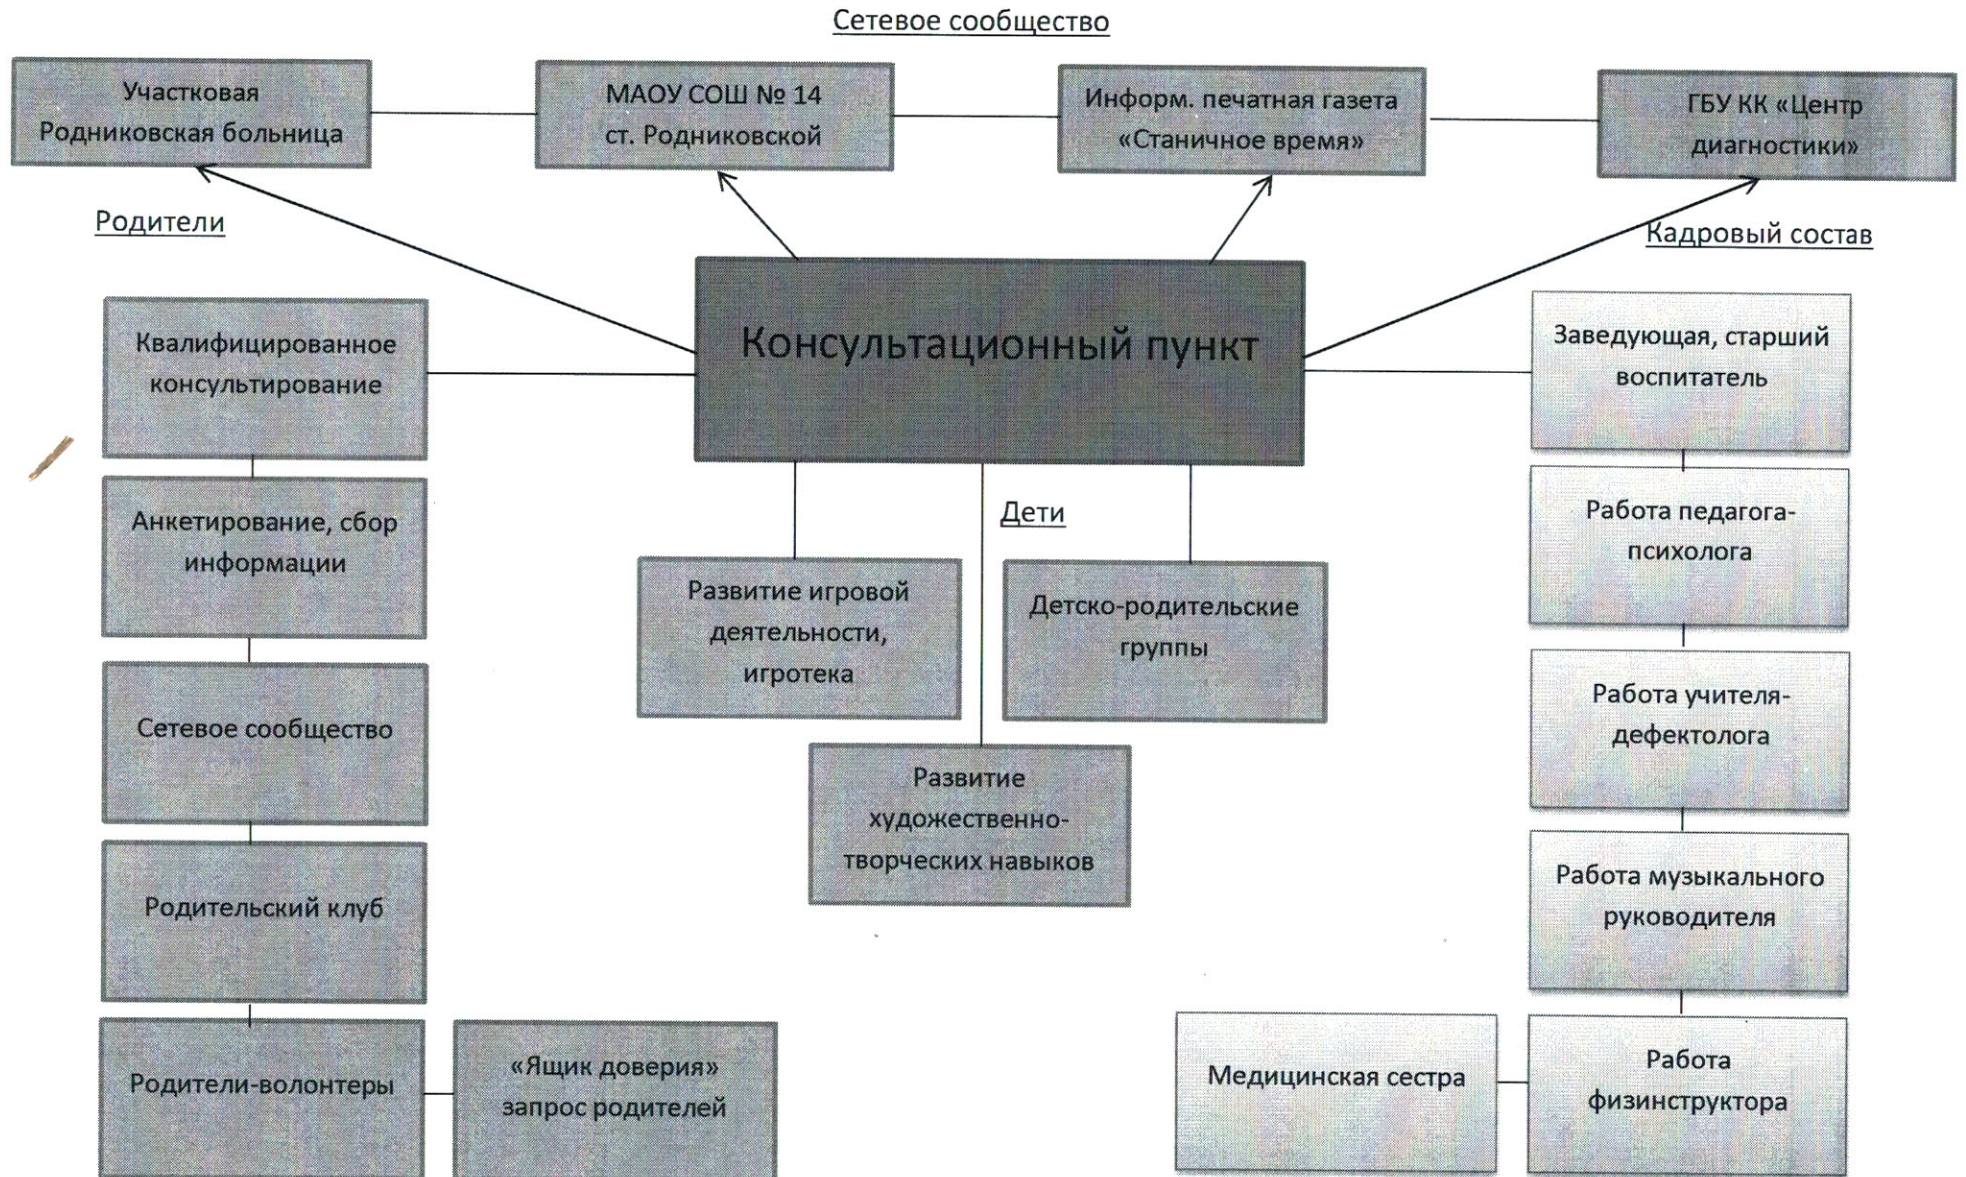 Сетевое сообщество
Участковая
Родниковская больница
МАОУ СОШ № 14
ст. Родниковской
Информ. печатная газета
«Станичное время»
ГБУ КК «Центр
диагностики»
Родители
Кадровый состав
Консультационный пункт
Квалифицированное
консультирование
Анкетирование, сбор
информации
Сетевое сообщество
Родительский клуб
Родители-волонтеры
«Ящик доверия»
запрос родителей
Дети
Развитие игровой
деятельности,
игротека
Детско-родительские
группы
Развитие
художественно-
творческих навыков
Заведующая, старший
воспитатель
Работа педагога-
психолога
Работа учителя-
дефектолога
Работа музыкального
руководителя
Работа
физинструктора
Медицинская сестра